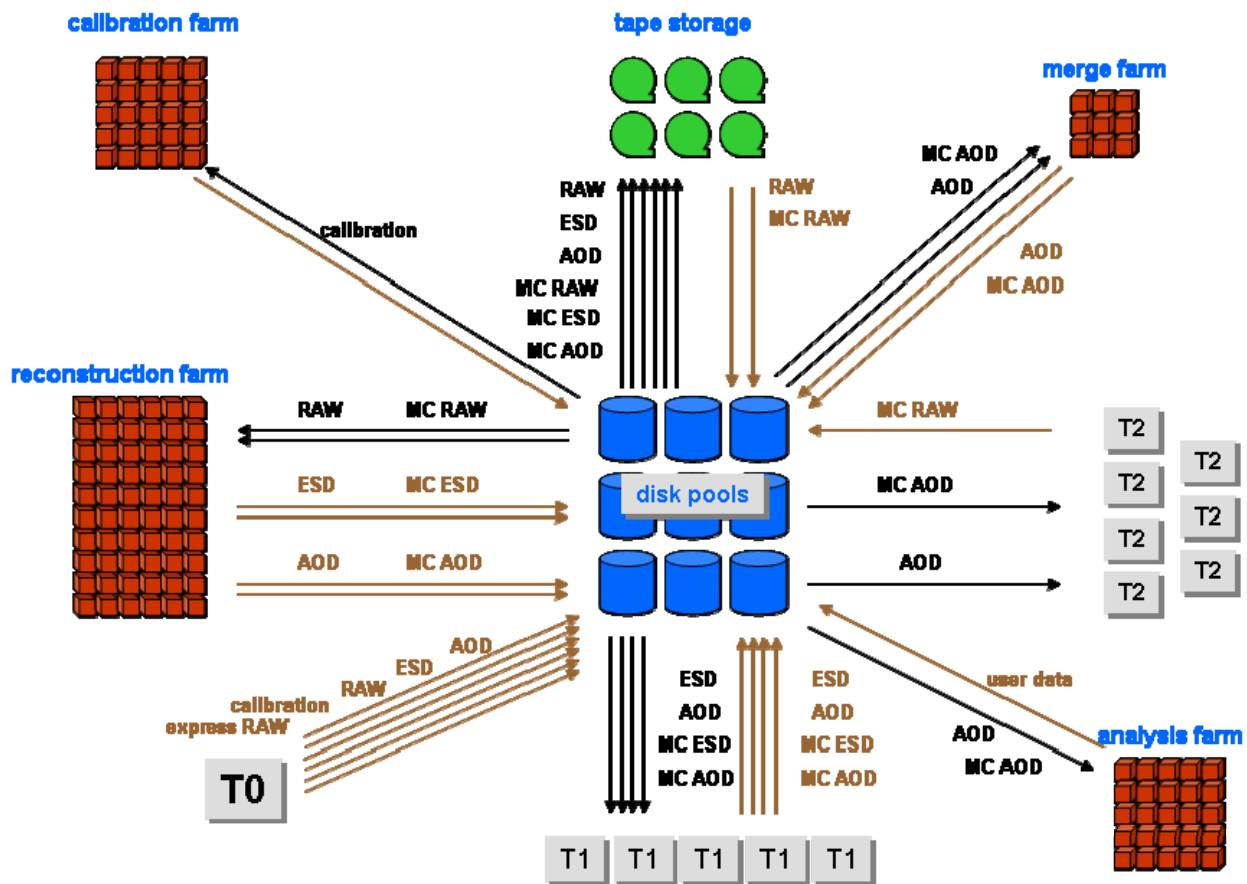 calibration farm
tape storage
merge farm
MC AOD
AOD
RAW
ESD
AOD
MC RAW
MC ESD
MC AOD
RAW
MC RAW
calibration
AOD
MC AOD
reconstruction farm
RAW MC RAW
MC RAW
T2
T2
T2
T2
T2
T2
T2
ESD MC ESD
disk pools
MC AOD
AOD MC AOD
AOD
AOD
ESD
RAW
calibration
express RAW
T0
ESD
AOD
MC ESD
MC AOD
ESD
AOD
MC ESD
MC AOD
user data
AOD
MC AOD
analysis farm
T1 T1 T1 T1 T1